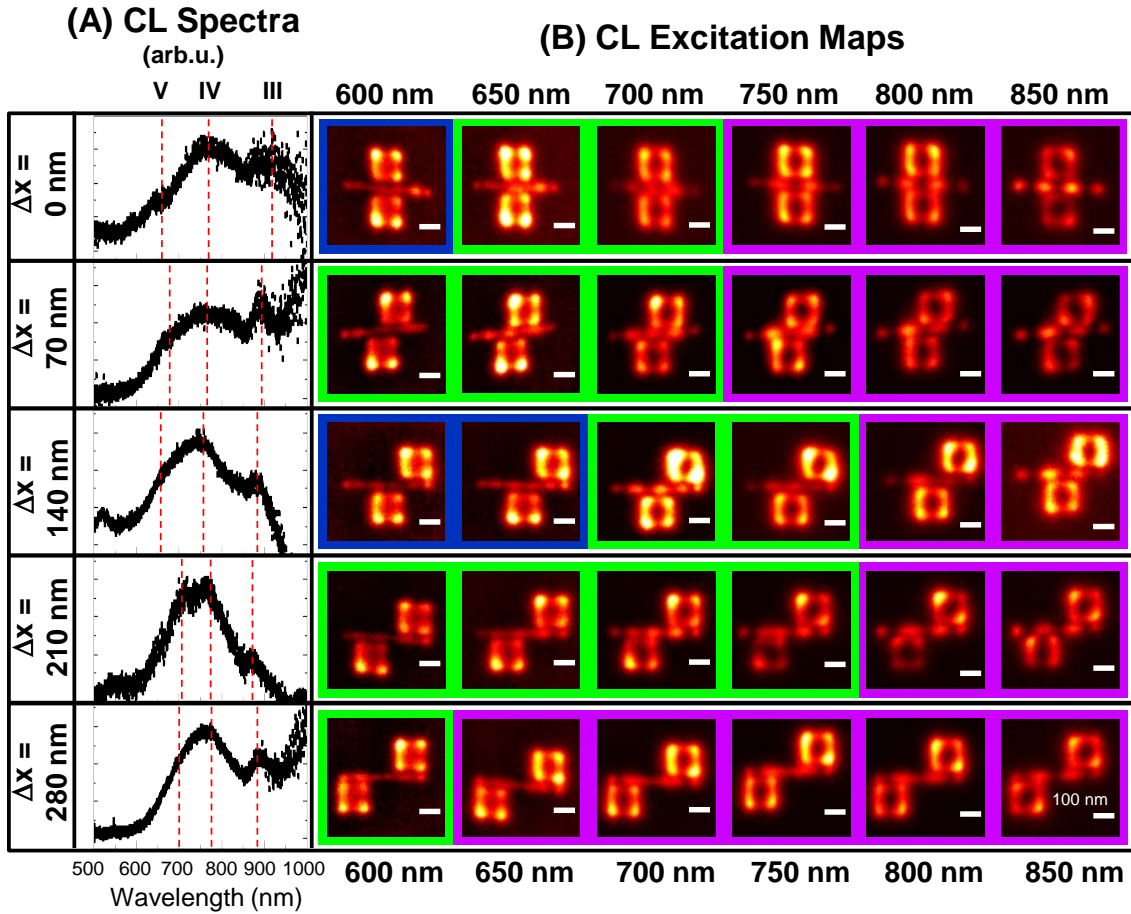 (A) CL Spectra
(arb.u.)
V IV III
(B) CL Excitation Maps
600 nm 650 nm 700 nm 750 nm 800 nm 850 nm
Δx =
0 nm
Δx =
70 nm
Δx =
140 nm
Δx =
210 nm
Δx =
280 nm
100 nm
500 600 700 800 900 1000
Wavelength (nm)
600 nm 650 nm 700 nm 750 nm 800 nm 850 nm